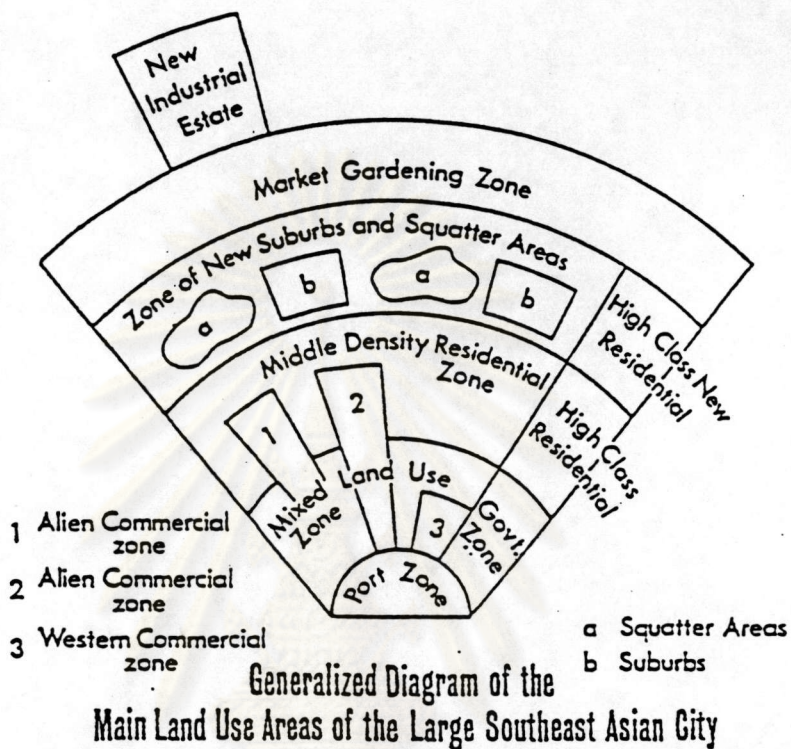 New
Industrial
Estate
Market Gardening Zone
Zone of New Suburbs and Squatter Areas
a
b
a
b
High Class New
Residential
Middle Density Residential
Zone
High Class
Residential
1
2
Mixed Land Use
Zone
3
Govt.
Zone
Port Zone
1 Alien Commercial
zone
2 Alien Commercial
zone
3 Western Commercial
zone
a Squatter Areas
b Suburbs
Generalized Diagram of the
Main Land Use Areas of the Large Southeast Asian City